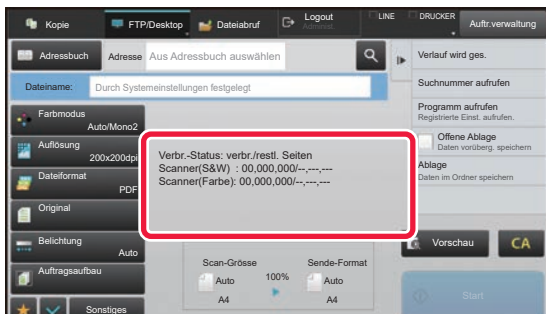 Kopie
FTP/Desktop
Dateiabruf
Logout
LINE
DRUCKER
Auftr.verwaltung
Adressbuch
Adresse
Aus Adressbuch auswählen
Verlauf wird ges.
Dateiname:
Durch Systemeinstellungen festgelegt
Suchnummer aufrufen
Farbmodus
Auto/Mono2
Programm aufrufen
Registrierte Einst. aufrufen.
Auflösung
200x200dpi
Verbr.-Status: verbr./restl. Seiten
Scanner(S&W) : 00,000,000/--,---,---
Scanner(Farbe): 00,000,000/--,---,---
Offene Ablage
Daten vorüberg. speichern
Dateiformat
PDF
Ablage
Daten im Ordner speichern
Original
Belichtung
Auto
Vorschau
CA
Auftragsaufbau
Scan-Grösse
Sende-Format
Auto
100%
Auto
A4
A4
Start
Sonstiges